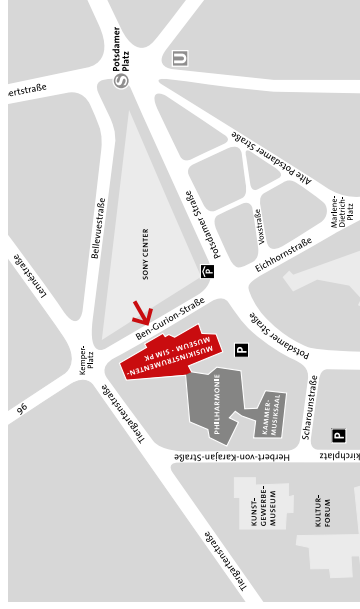 Potsdamer
Platz
S
U
ertstraße
Alte Potsdamer Straße
Bellevuestraße
SONY CENTER
Potsdamer Straße
Voxstraße
Marlene-
Dietrich-
Platz
Eichhornstraße
Lennéstraße
P
Ben-Gurion-Straße
MUSIKINSTRUMENTEN-
MUSEUM · SIM PK
Potsdamer Straße
P
Kemper-
Platz
96
Tiergartenstraße
PHILHARMONIE
KAMMER-
MUSIKSAAL
Scharounstraße
P
Herbert-von-Karajan-Straße
kirchplatz
KUNST-
GEWERBE-
MUSEUM
KULTUR-
FORUM
Tiergartenstraße